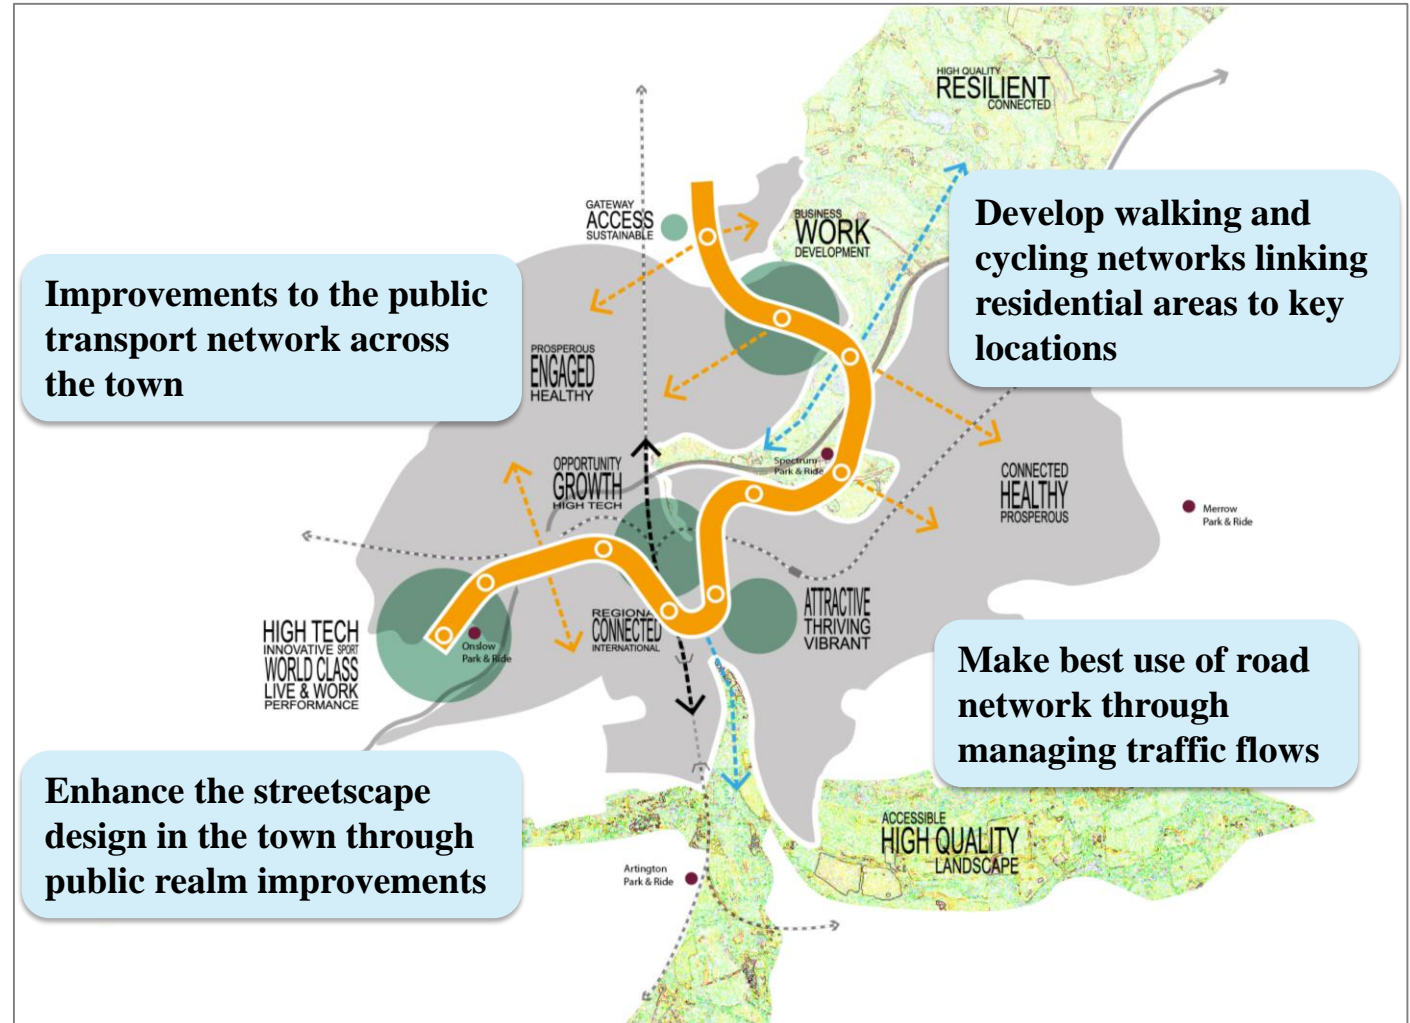 HIGH QUALITY
RESILIENT
CONNECTED
GATEWAY
ACCESS
SUSTAINABLE
BUSINESS
WORK
DEVELOPMENT
Develop walking and
cycling networks linking
residential areas to key
locations
Improvements to the public
transport network across
the town
PROSPEROUS
ENGAGED
HEALTHY
OPPORTUNITY
GROWTH
HIGH TECH
Spectrum
Park & Ride
CONNECTED
HEALTHY
PROSPEROUS
Merrow
Park & Ride
HIGH TECH
INNOVATIVE SPORT
WORLD CLASS
LIVE & WORK
PERFORMANCE
Onslow
Park & Ride
REGIONAL
CONNECTED
INTERNATIONAL
ATTRACTIVE
THRIVING
VIBRANT
Make best use of road
network through
managing traffic flows
Enhance the streetscape
design in the town through
public realm improvements
ACCESSIBLE
HIGH QUALITY
LANDSCAPE
Artington
Park & Ride